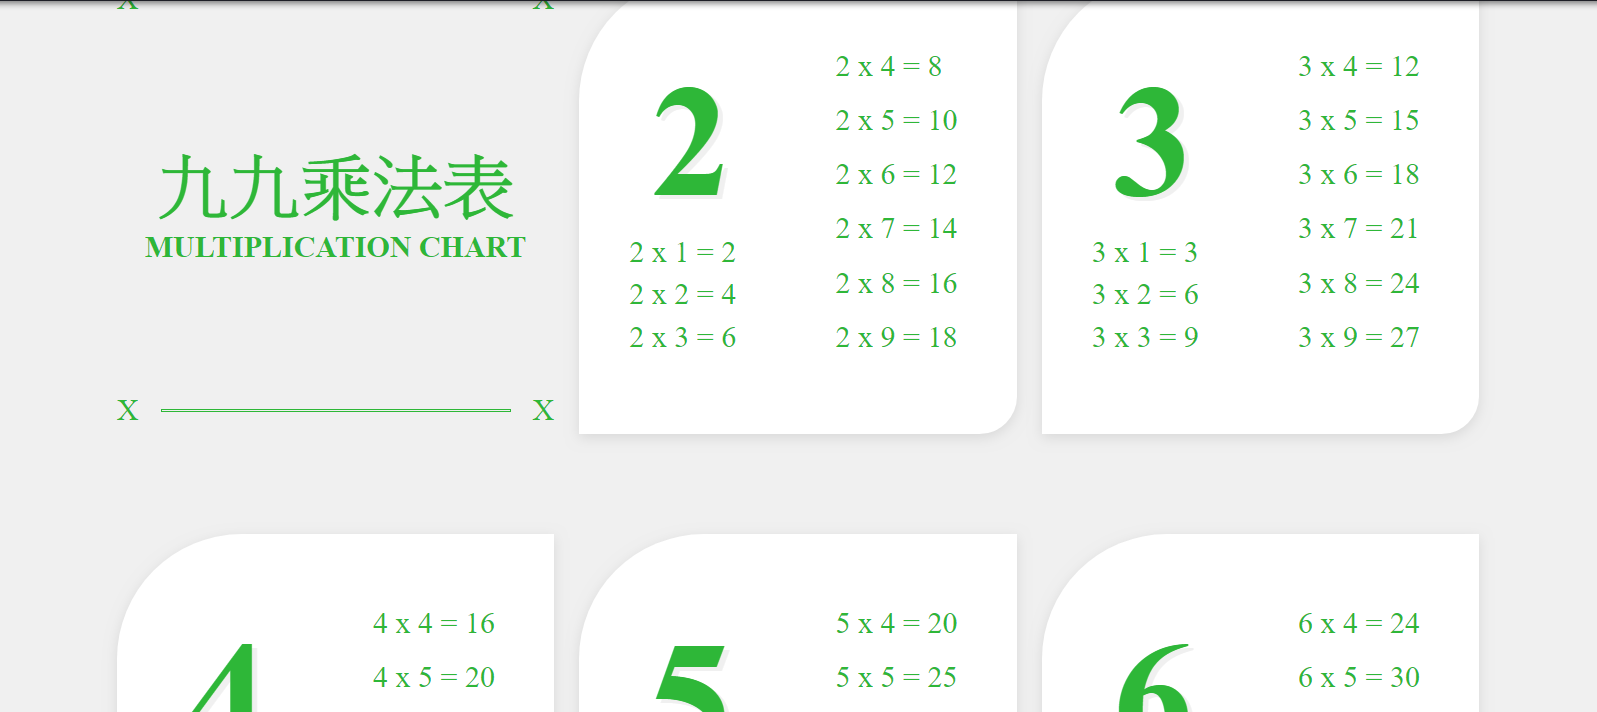 X X
九九乘法表
MULTIPLICATION CHART
X X
2
2 x 1 = 2
2 x 2 = 4
2 x 3 = 6
2 x 4 = 8
2 x 5 = 10
2 x 6 = 12
2 x 7 = 14
2 x 8 = 16
2 x 9 = 18
3
3 x 1 = 3
3 x 2 = 6
3 x 3 = 9
3 x 4 = 12
3 x 5 = 15
3 x 6 = 18
3 x 7 = 21
3 x 8 = 24
3 x 9 = 27
4
4 x 4 = 16
4 x 5 = 20
5
5 x 4 = 20
5 x 5 = 25
6
6 x 4 = 24
6 x 5 = 30